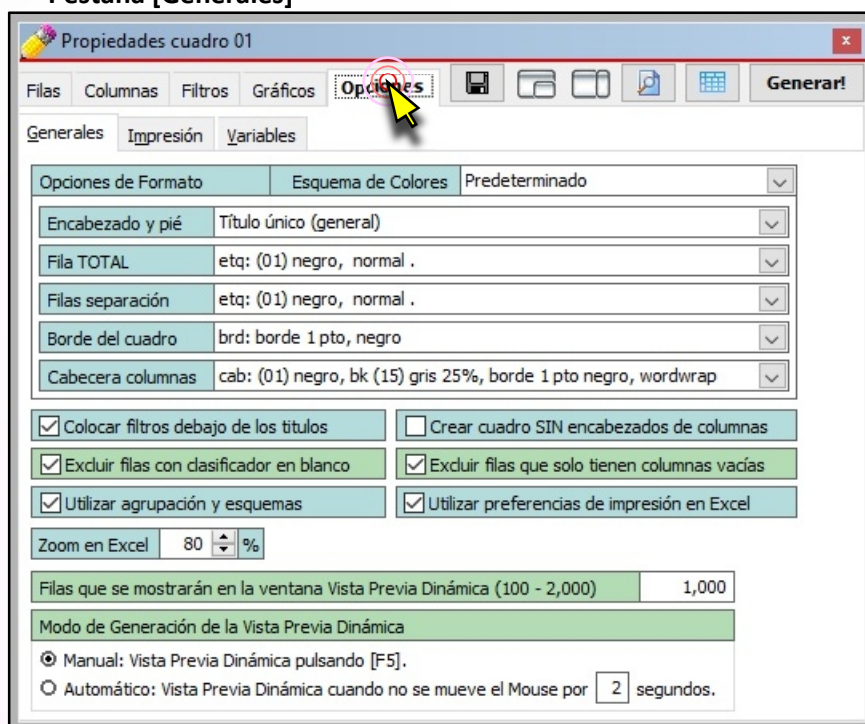 Pestaña [Generales]
Propiedades cuadro 01
x
Filas Columnas Filtros Gráficos Opciones Generar!
Generales Impresión Variables
Opciones de Formato Esquema de Colores Predeterminado
Encabezado y pié Título único (general)
Fila TOTAL etq: (01) negro, normal .
Filas separación etq: (01) negro, normal .
Borde del cuadro brd: borde 1 pto, negro
Cabecera columnas cab: (01) negro, bk (15) gris 25%, borde 1 pto negro, wordwrap
Colocar filtros debajo de los titulos Crear cuadro SIN encabezados de columnas
Excluir filas con clasificador en blanco Excluir filas que solo tienen columnas vacías
Utilizar agrupación y esquemas Utilizar preferencias de impresión en Excel
Zoom en Excel 80 %
Filas que se mostrarán en la ventana Vista Previa Dinámica (100 - 2,000) 1,000
Modo de Generación de la Vista Previa Dinámica
Manual: Vista Previa Dinámica pulsando [F5].
Automático: Vista Previa Dinámica cuando no se mueve el Mouse por 2 segundos.